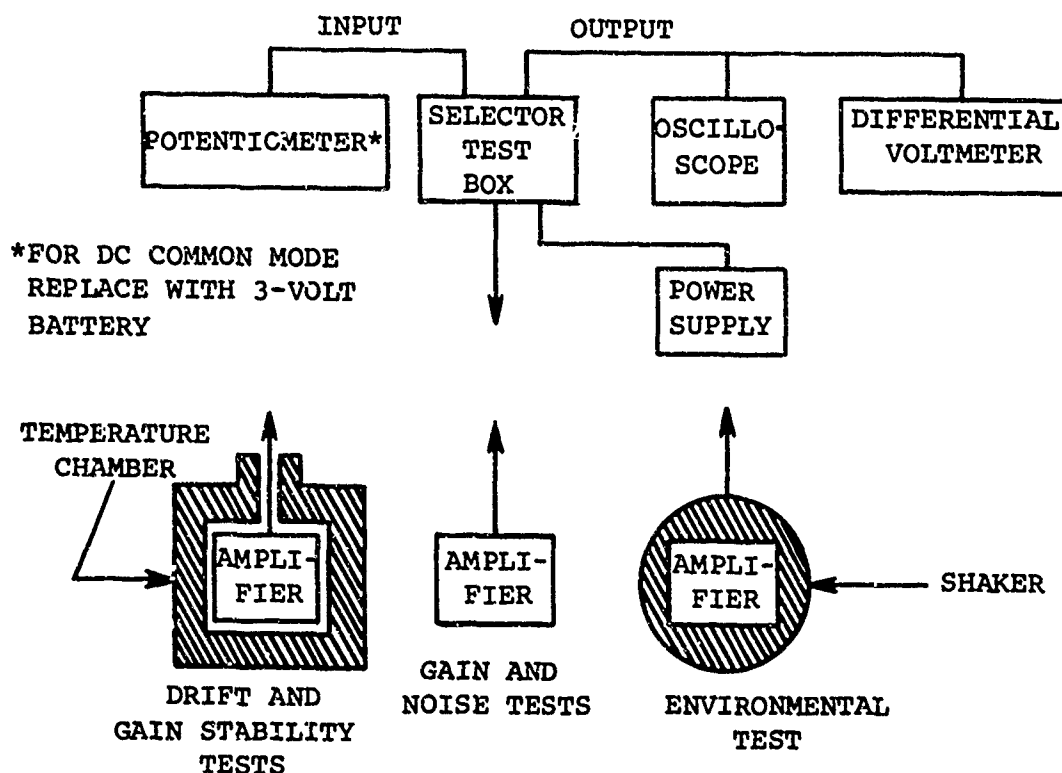 INPUT
OUTPUT
POTENTICMETER*
SELECTOR
TEST
BOX
OSCILLO-
SCOPE
DIFFERENTIAL
VOLTMETER
*FOR DC COMMON MODE
REPLACE WITH 3-VOLT
BATTERY
POWER
SUPPLY
TEMPERATURE
CHAMBER
AMPLI-
FIER
AMPLI-
FIER
AMPLI-
FIER
SHAKER
DRIFT AND
GAIN STABILITY
TESTS
GAIN AND
NOISE TESTS
ENVIRONMENTAL
TEST